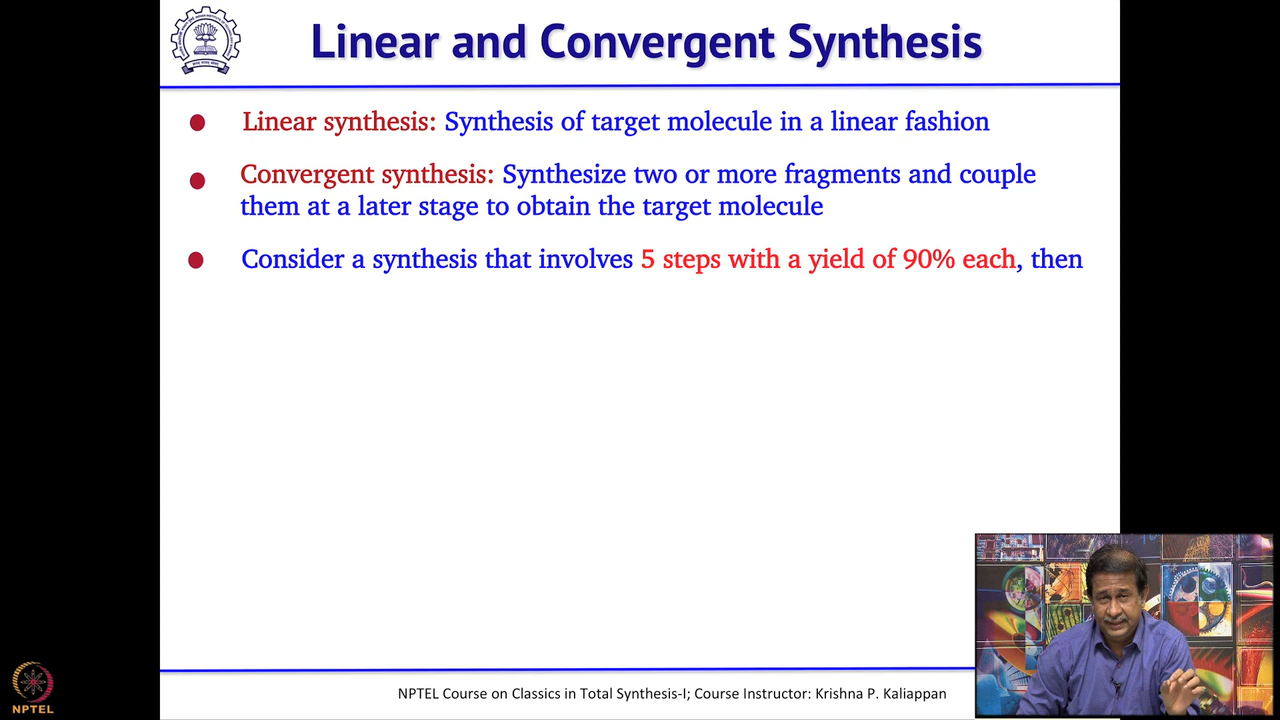 Linear and Convergent Synthesis
Linear synthesis: Synthesis of target molecule in a linear fashion
Convergent synthesis: Synthesize two or more fragments and couple
them at a later stage to obtain the target molecule
Consider a synthesis that involves 5 steps with a yield of 90% each, then
NPTEL Course on Classics in Total Synthesis-I; Course Instructor: Krishna P. Kaliappan
NPTEL